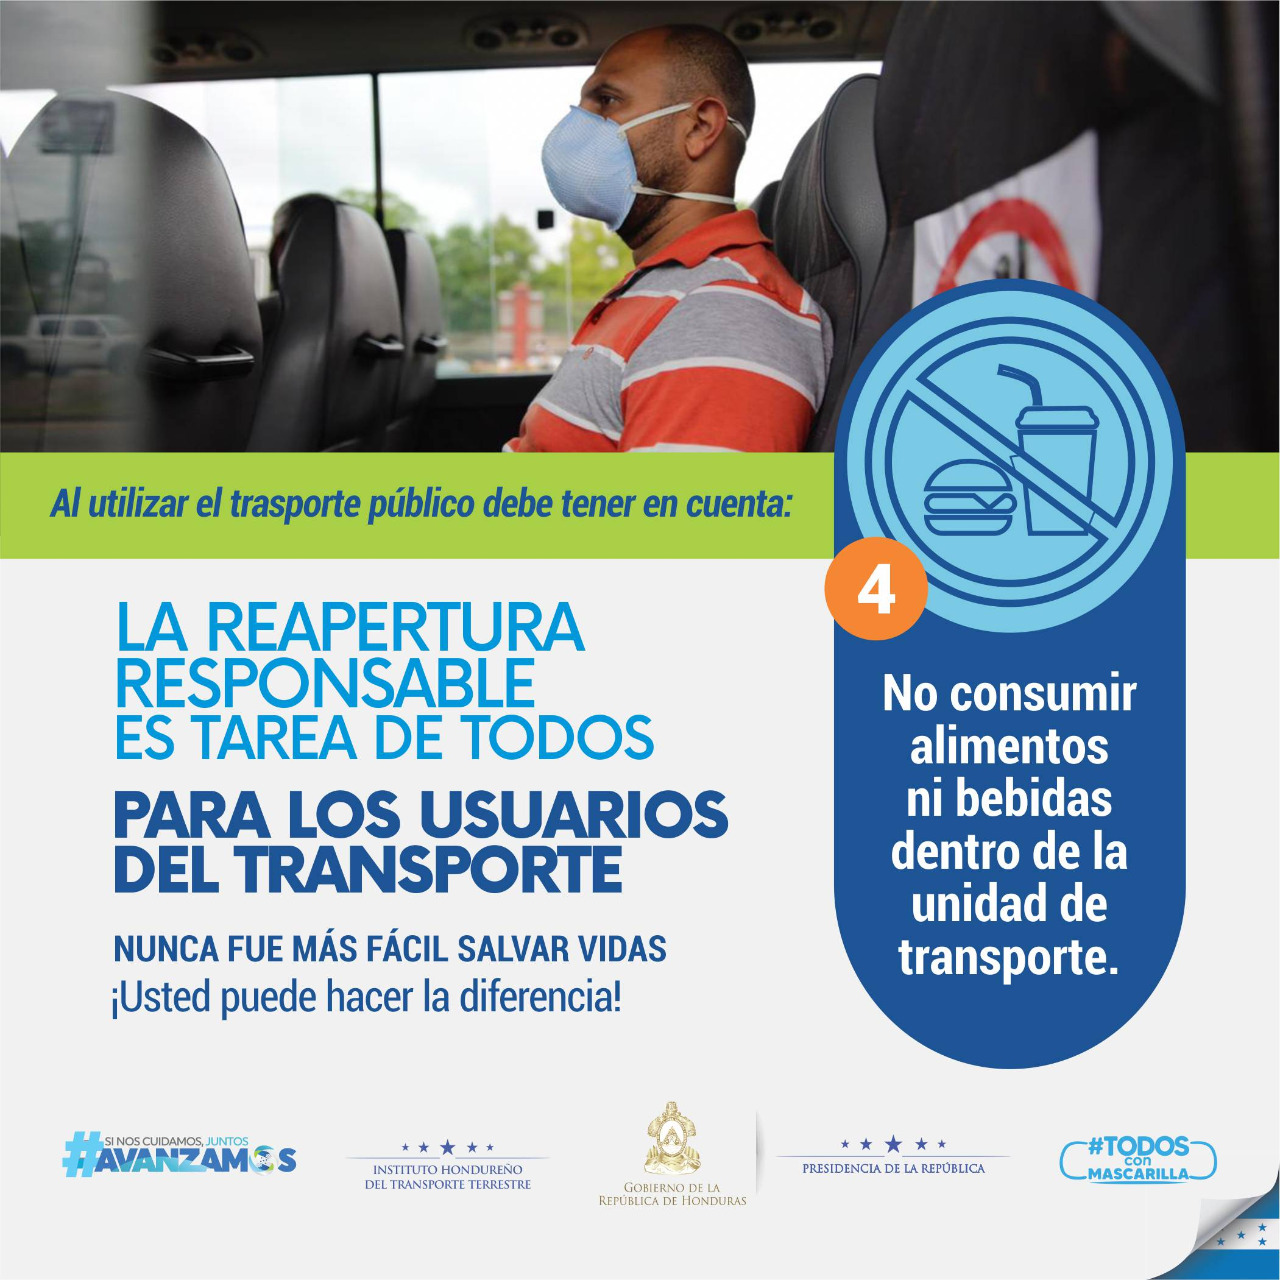 Al utilizar el trasporte público debe tener en cuenta:
LA REAPERTURA
RESPONSABLE
ES TAREA DE TODOS
PARA LOS USUARIOS
DEL TRANSPORTE
NUNCA FUE MÁS FÁCIL SALVAR VIDAS
¡Usted puede hacer la diferencia!
4
No consumir
alimentos
ni bebidas
dentro de la
unidad de
transporte.
SI NOS CUIDAMOS, JUNTOS
#AVANZAMOS
INSTITUTO HONDUREÑO
DEL TRANSPORTE TERRESTRE
GOBIERNO DE LA
REPÚBLICA DE HONDURAS
PRESIDENCIA DE LA REPÚBLICA
#TODOS
con
MASCARILLA